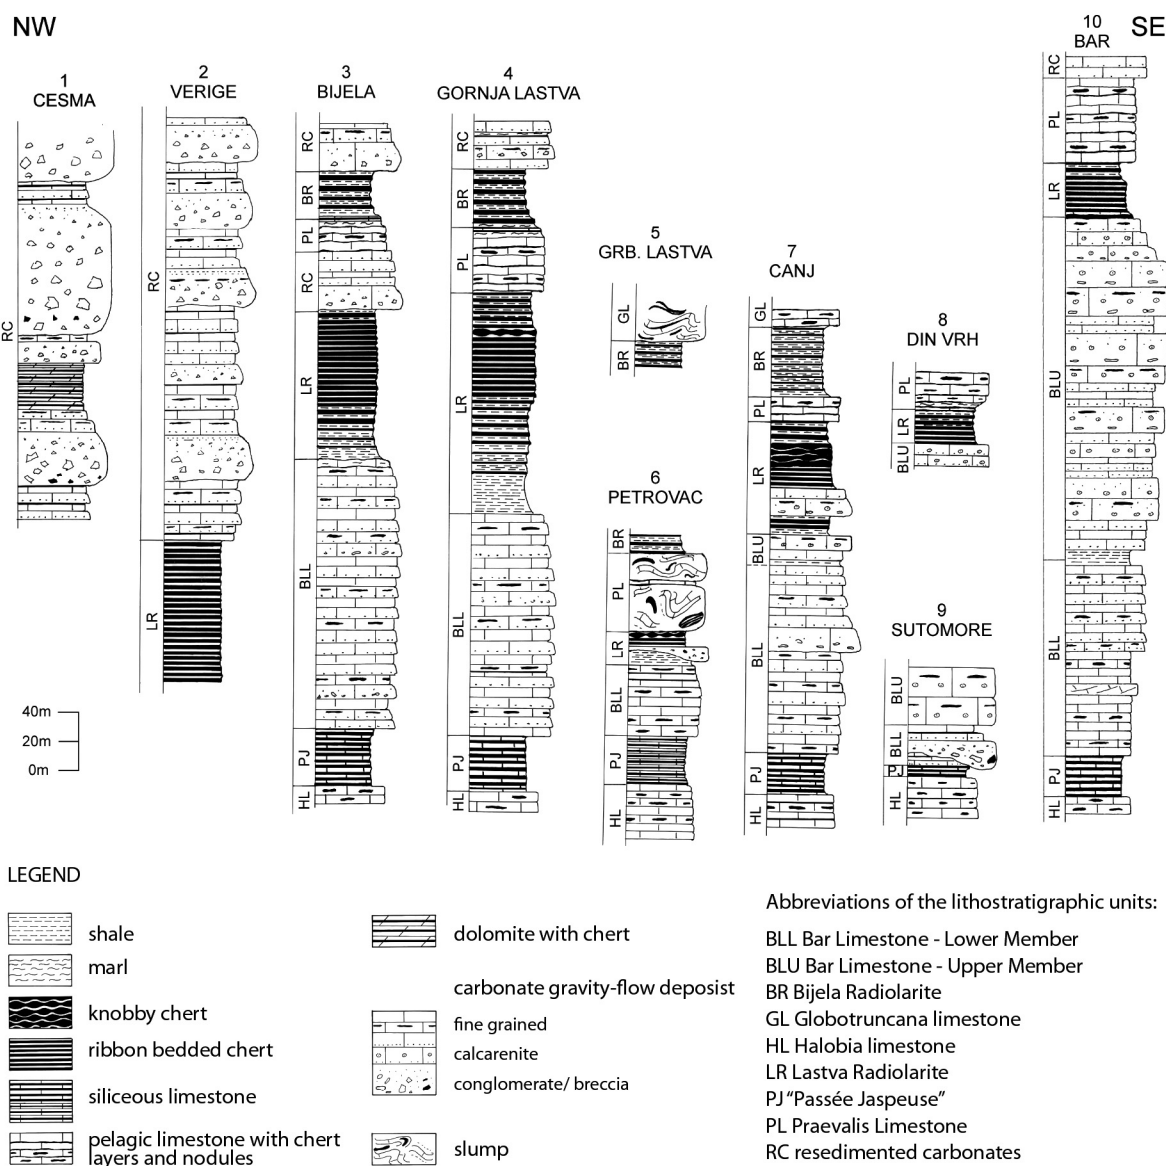 NW
SE
1
CESMA
2
VERIGE
3
BIJELA
4
GORNJA LASTVA
5
GRB. LASTVA
6
PETROVAC
7
CANJ
8
DIN VRH
9
SUTOMORE
10
BAR
RC
RC
LR
RC
BR
PL
RC
LR
BLL
PJ
HL
RC
BR
PL
LR
BLL
PJ
HL
GL
BR
BR
PL
LR
BLL
PJ
HL
GL
BR
PL
LR
BLU
BLL
PJ
HL
PL
LR
BLU
BLU
BLL
PJ
HL
RC
PL
LR
BLU
BLL
PJ
HL
40m
20m
0m
LEGEND
shale
marl
knobby chert
ribbon bedded chert
siliceous limestone
pelagic limestone with chert
layers and nodules
dolomite with chert
carbonate gravity-flow deposist
fine grained
calcarenite
conglomerate/ breccia
slump
Abbreviations of the lithostratigraphic units:
BLL Bar Limestone - Lower Member
BLU Bar Limestone - Upper Member
BR Bijela Radiolarite
GL Globotruncana limestone
HL Halobia limestone
LR Lastva Radiolarite
PJ “Passée Jaspeuse”
PL Praevalis Limestone
RC resedimented carbonates